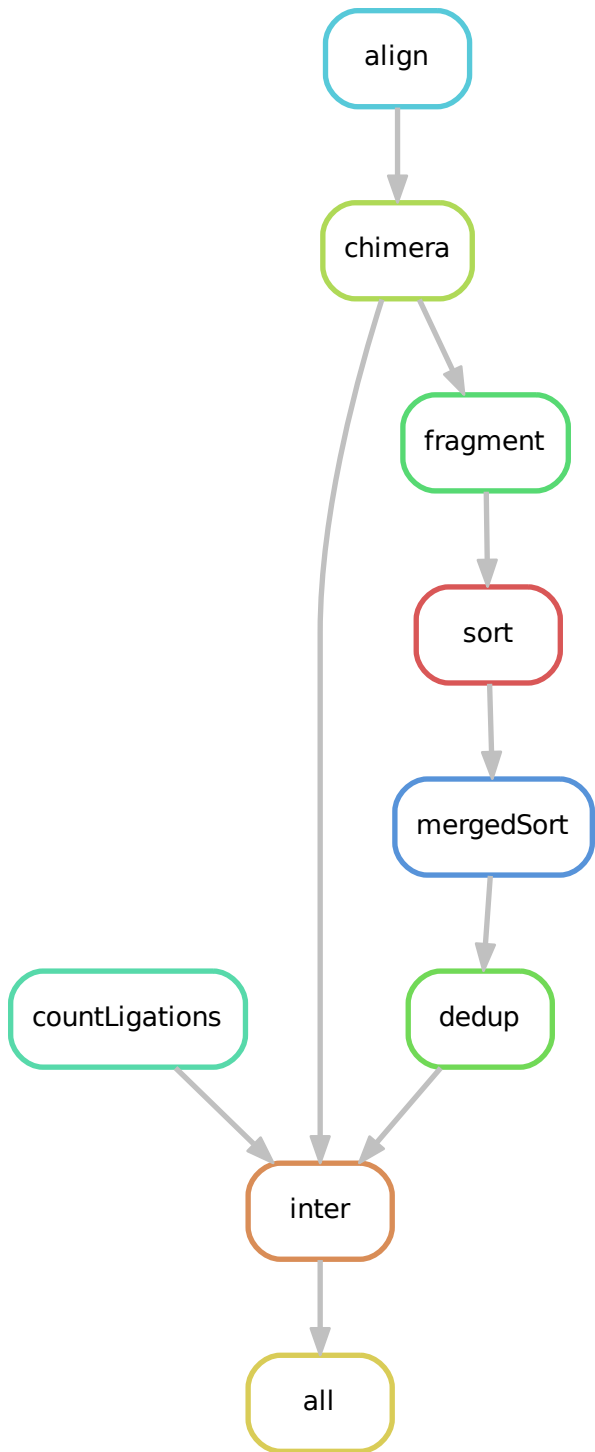 align
chimera
fragment
sort
mergedSort
countLigations
dedup
inter
all